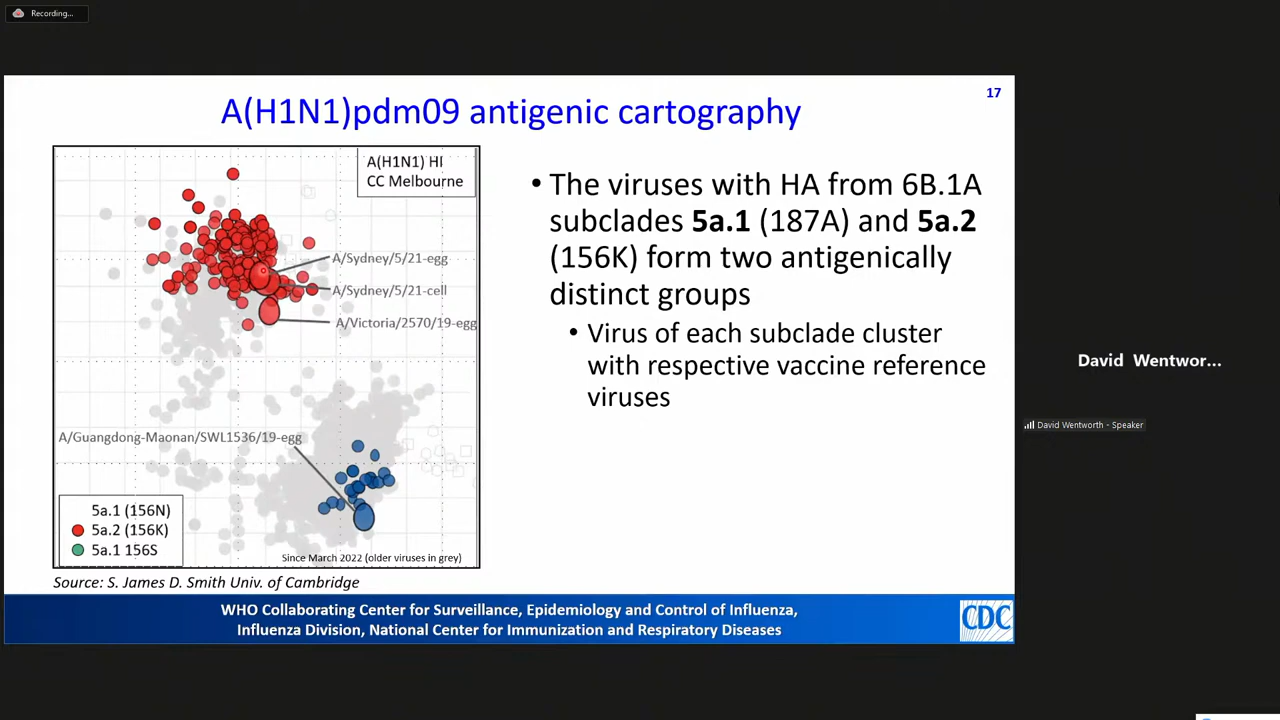 Recording...
17
A(H1N1)pdm09 antigenic cartography
A(H1N1) HI
CC Melbourne
A/Sydney/5/21-egg
A/Sydney/5/21-cell
A/Victoria/2570/19-egg
A/Guangdong-Maonan/SWL1536/19-egg
5a.1 (156N)
5a.2 (156K)
5a.1 156S
Since March 2022 (older viruses in grey)
Source: S. James D. Smith Univ. of Cambridge
• The viruses with HA from 6B.1A
subclades 5a.1 (187A) and 5a.2
(156K) form two antigenically
distinct groups
• Virus of each subclade cluster
with respective vaccine reference
viruses
WHO Collaborating Center for Surveillance, Epidemiology and Control of Influenza,
Influenza Division, National Center for Immunization and Respiratory Diseases
CDC
David Wentwor...
David Wentworth - Speaker